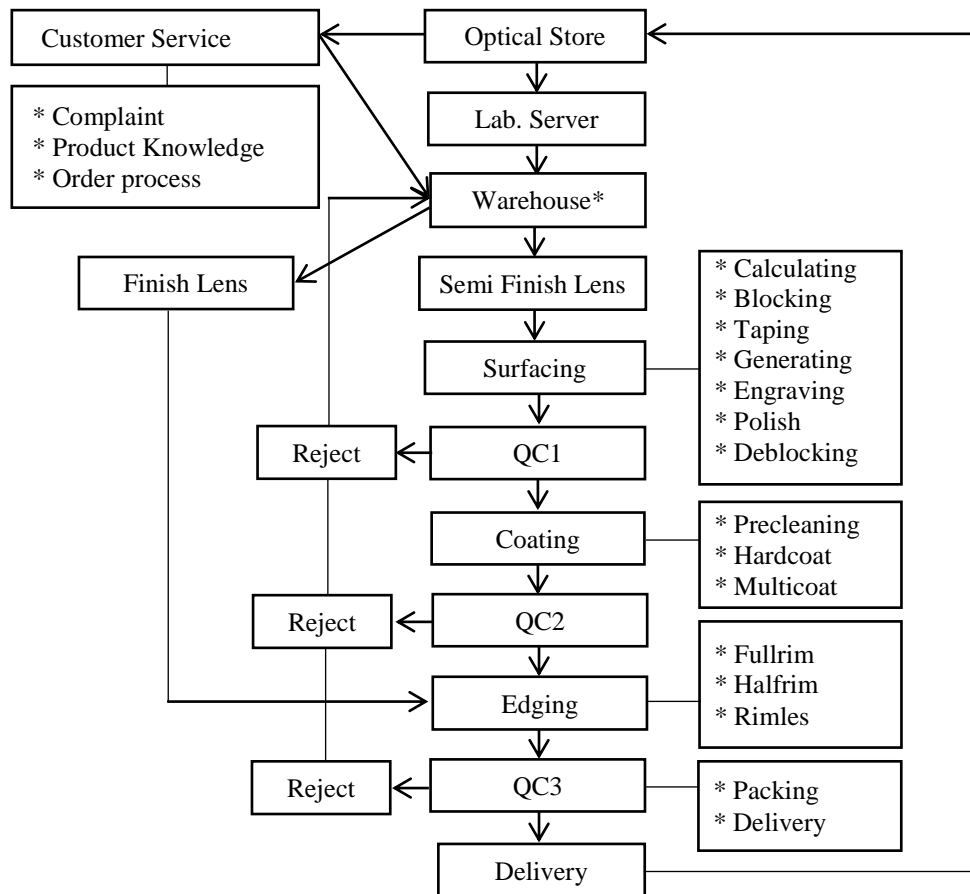 Customer Service
Optical Store
* Complaint
* Product Knowledge
* Order process
Lab. Server
Warehouse*
Finish Lens
Semi Finish Lens
* Calculating
* Blocking
* Taping
* Generating
* Engraving
* Polish
* Deblocking
Surfacing
Reject
QC1
Coating
* Precleaning
* Hardcoat
* Multicoat
Reject
QC2
Edging
* Fullrim
* Halfrim
* Rimles
Reject
QC3
* Packing
* Delivery
Delivery